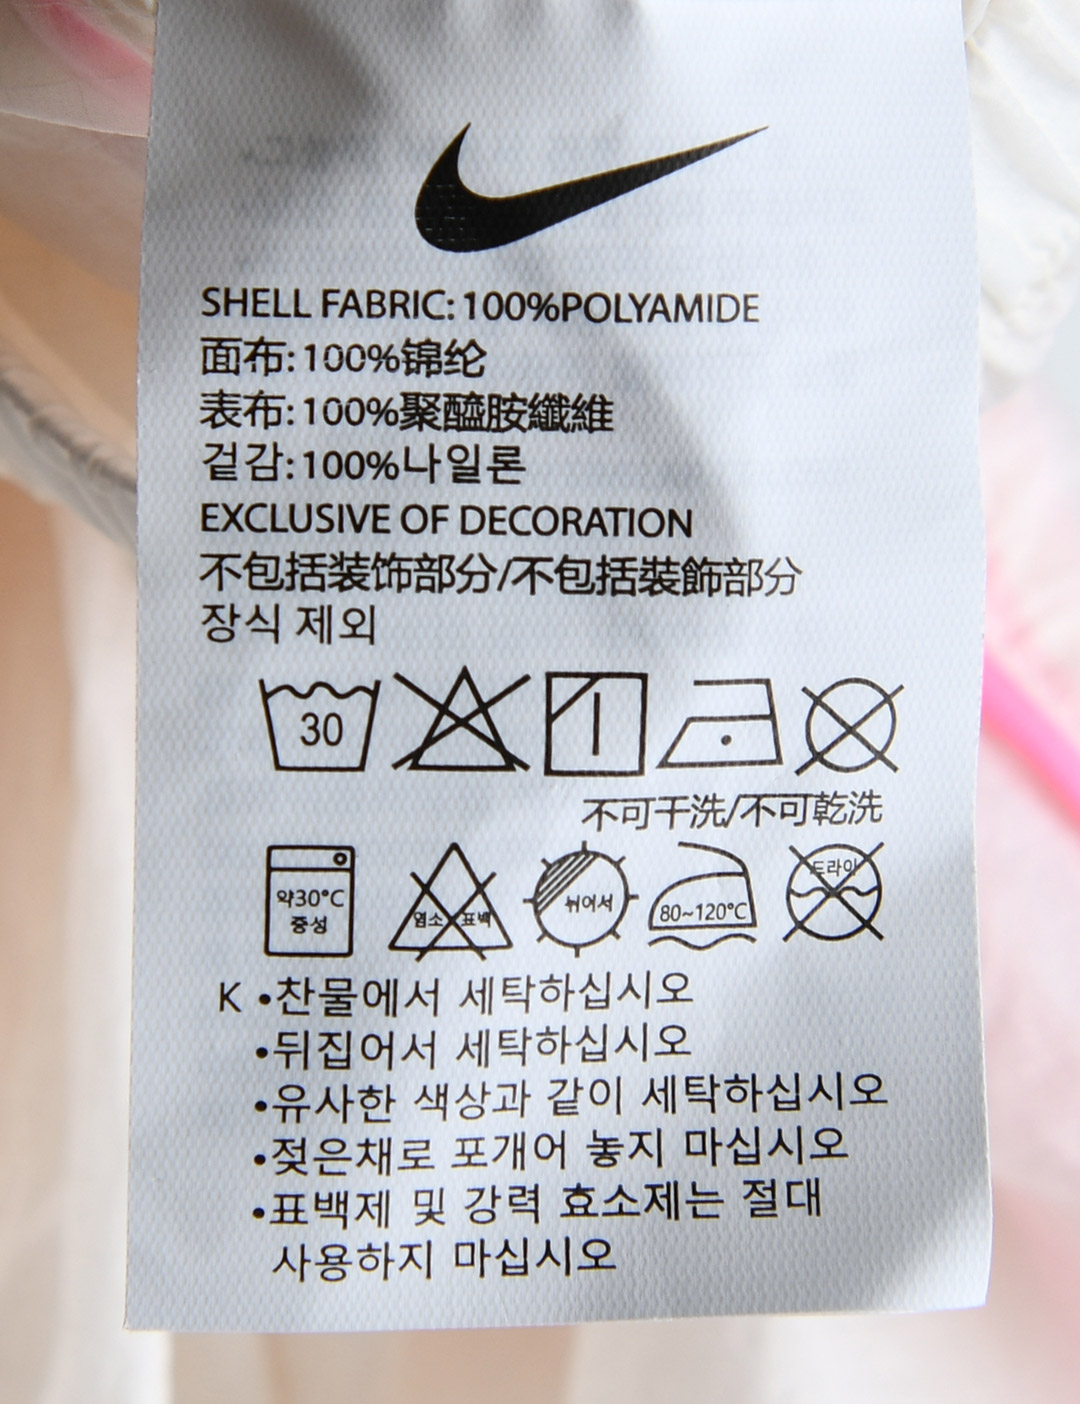 SHELL FABRIC: 100%POLYAMIDE
面布: 100%锦纶
表布: 100%聚醯胺纖維
겉감: 100%나일론
EXCLUSIVE OF DECORATION
不包括装饰部分/不包括裝飾部分
장식 제외
30
不可干洗/不可乾洗
약30°C
중성
염소 표백
뉘어서
80~120°C
드라이
K •찬물에서 세탁하십시오
•뒤집어서 세탁하십시오
•유사한 색상과 같이 세탁하십시오
•젖은채로 포개어 놓지 마십시오
•표백제 및 강력 효소제는 절대
사용하지 마십시오